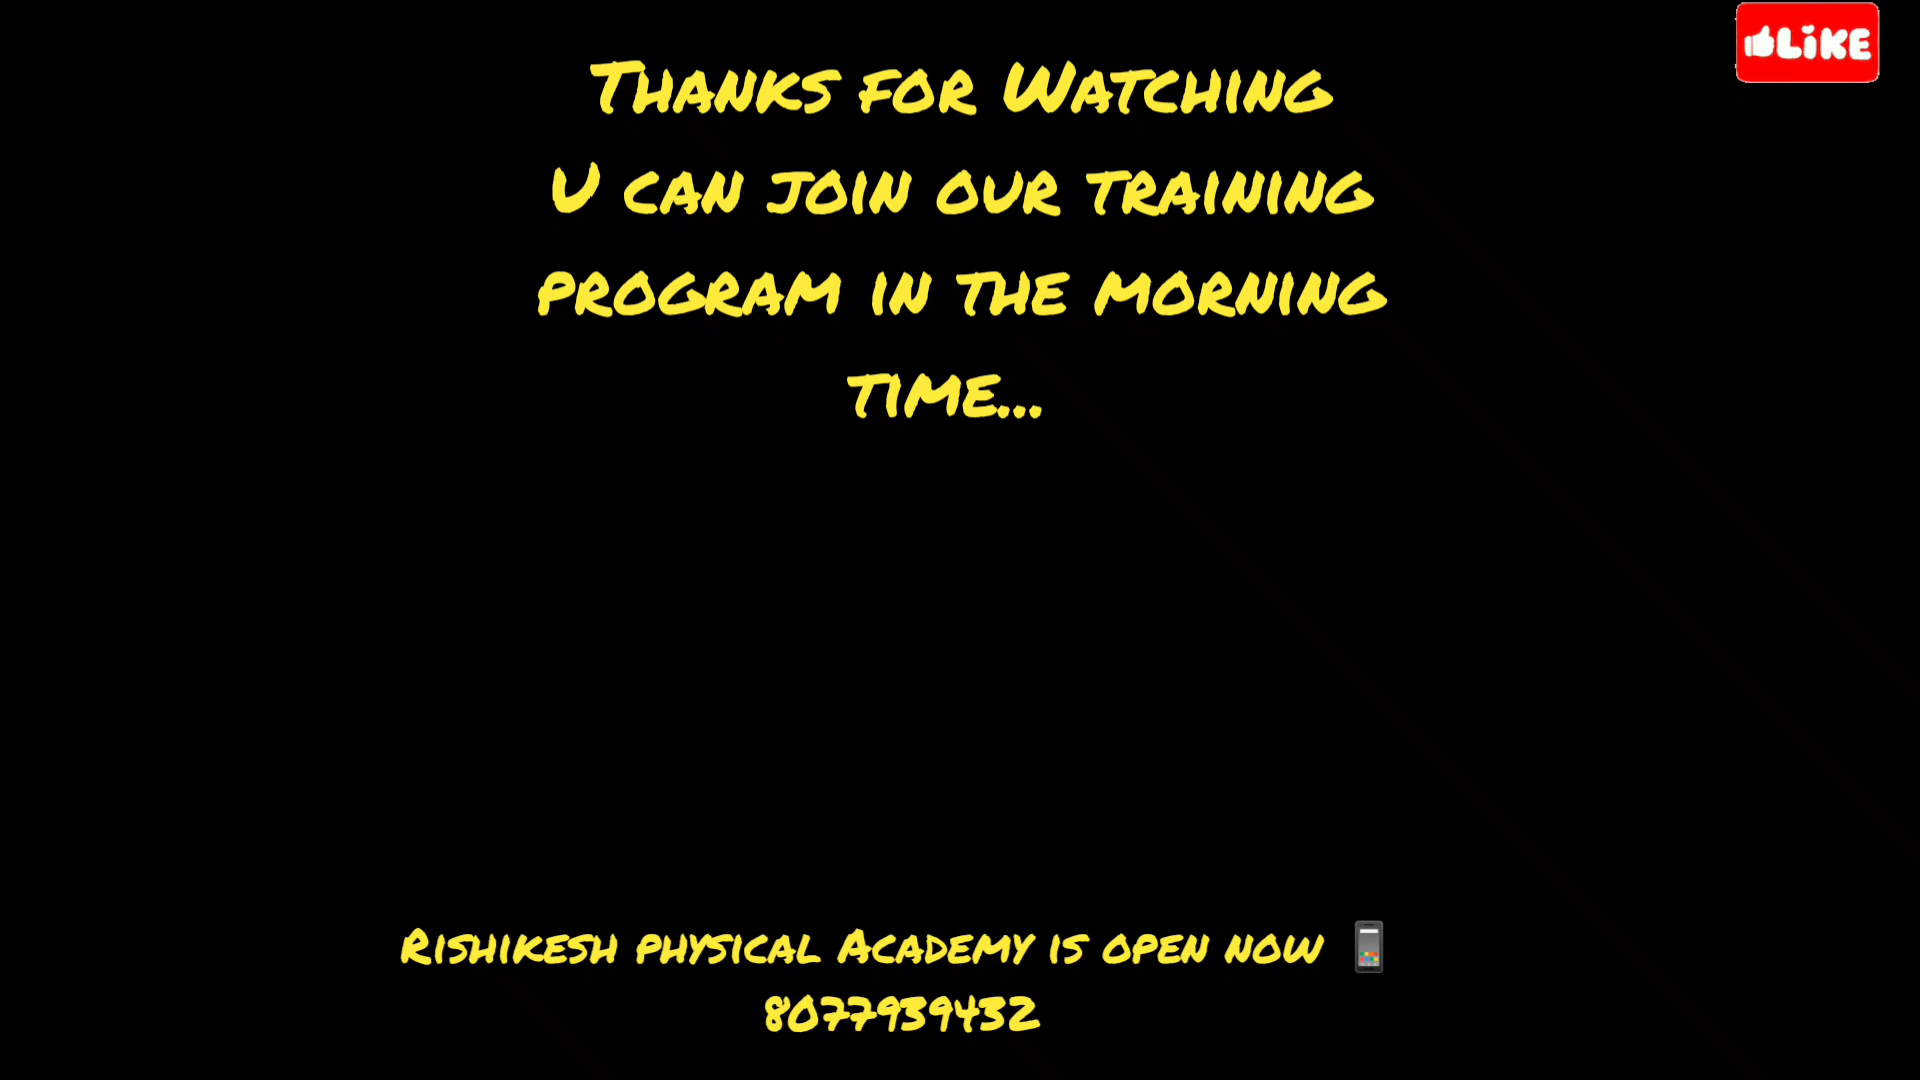 Thanks for Watching
U can join our training
program in the morning
time...
LiKE
Rishikesh physical Academy is open now 📱
8077939432